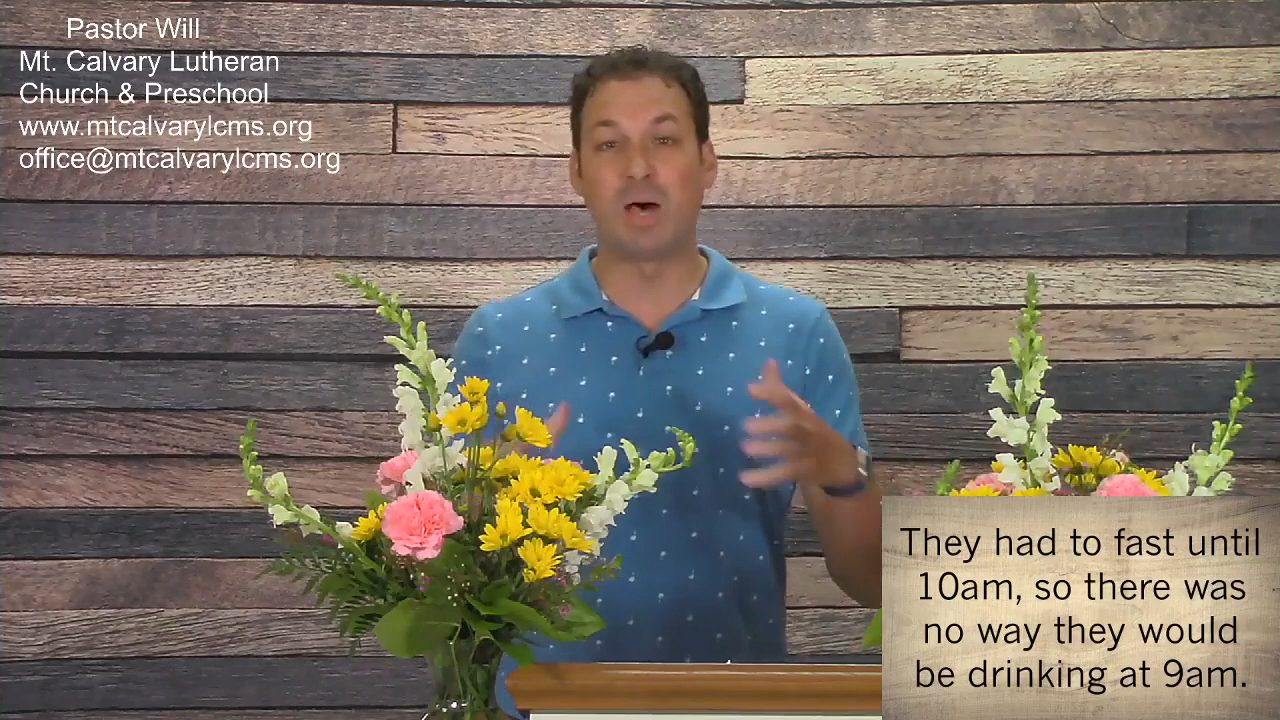 Pastor Will
Mt. Calvary Lutheran
Church & Preschool
www.mtcalvarylcms.org
office@mtcalvarylcms.org
They had to fast until
10am, so there was
no way they would
be drinking at 9am.